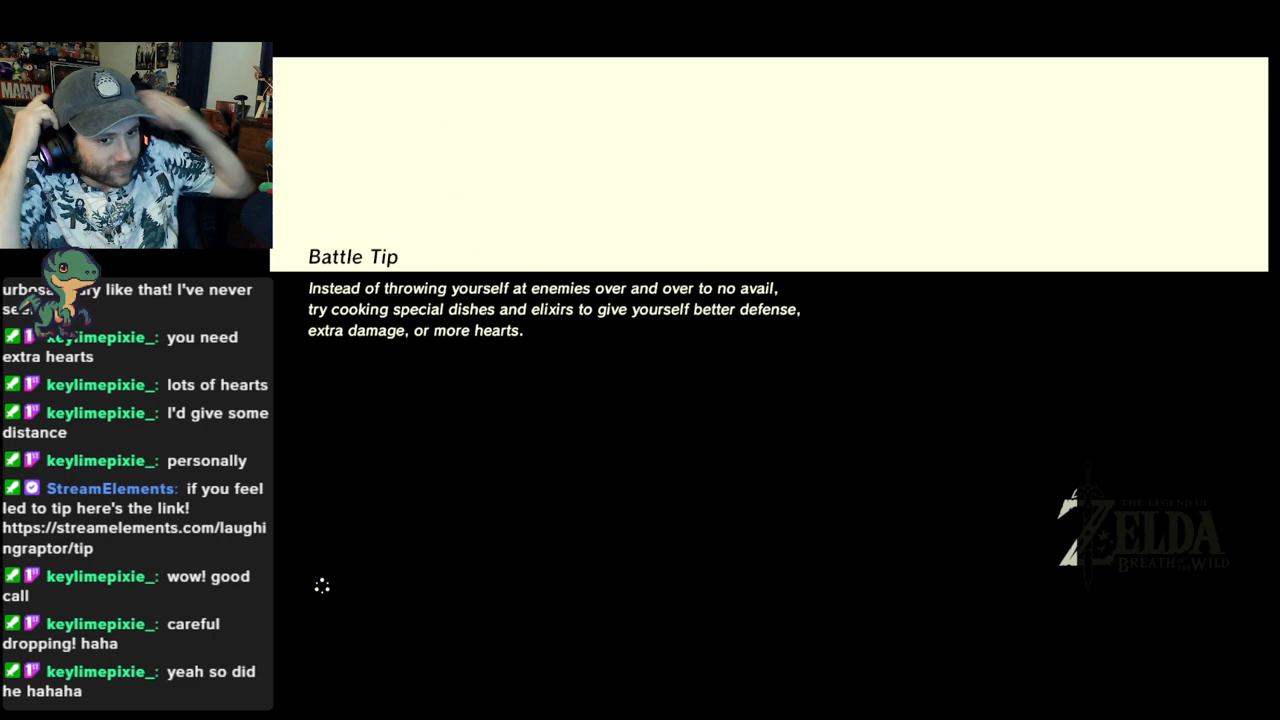 MARVEL
Battle Tip
Instead of throwing yourself at enemies over and over to no avail,
try cooking special dishes and elixirs to give yourself better defense,
extra damage, or more hearts.
like that! I've never
keylimepixie_: you need
extra hearts
keylimepixie_: lots of hearts
keylimepixie_: I'd give some
distance
keylimepixie_: personally
StreamElements: if you feel
led to tip here's the link!
https://streamelements.com/laughi
ngraptor/tip
keylimepixie_: wow! good
call
keylimepixie_: careful
dropping! haha
keylimepixie_: yeah so did
he hahaha
THE LEGEND OF
ZELDA
BREATH OF THE WILD